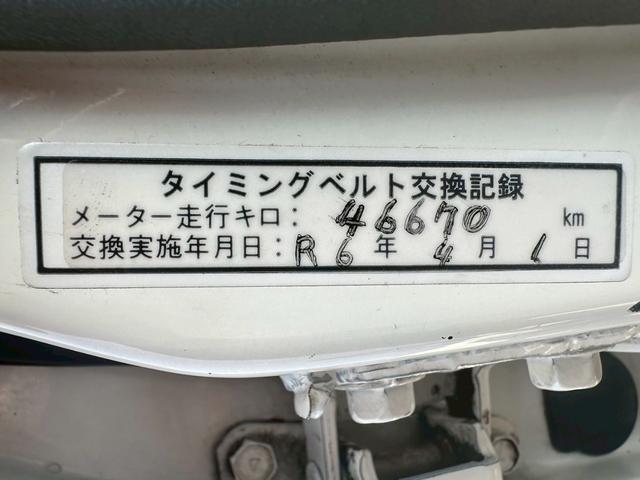 タイミングベルト交換記録
メーター走行キロ： 46670 km
交換実施年月日：R 6 年 4 月 1 日